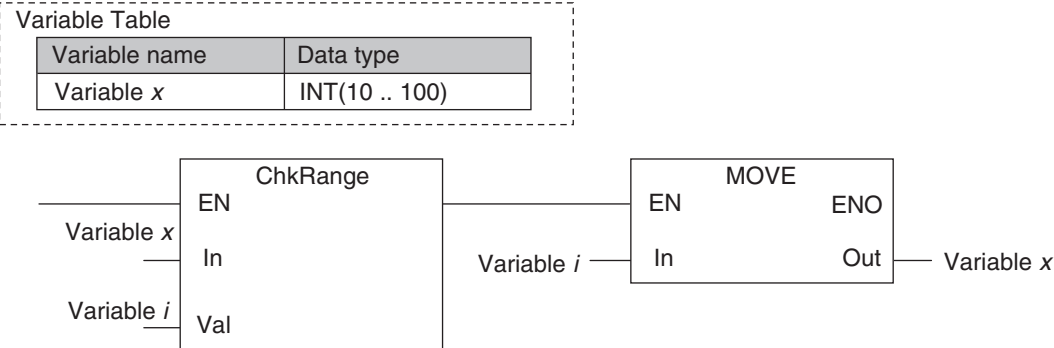 Variable Table
Variable name Data type
Variable x INT(10 .. 100)
ChkRange
EN
Variable x
In
Variable i
Val
MOVE
EN ENO
Variable i In Out Variable x